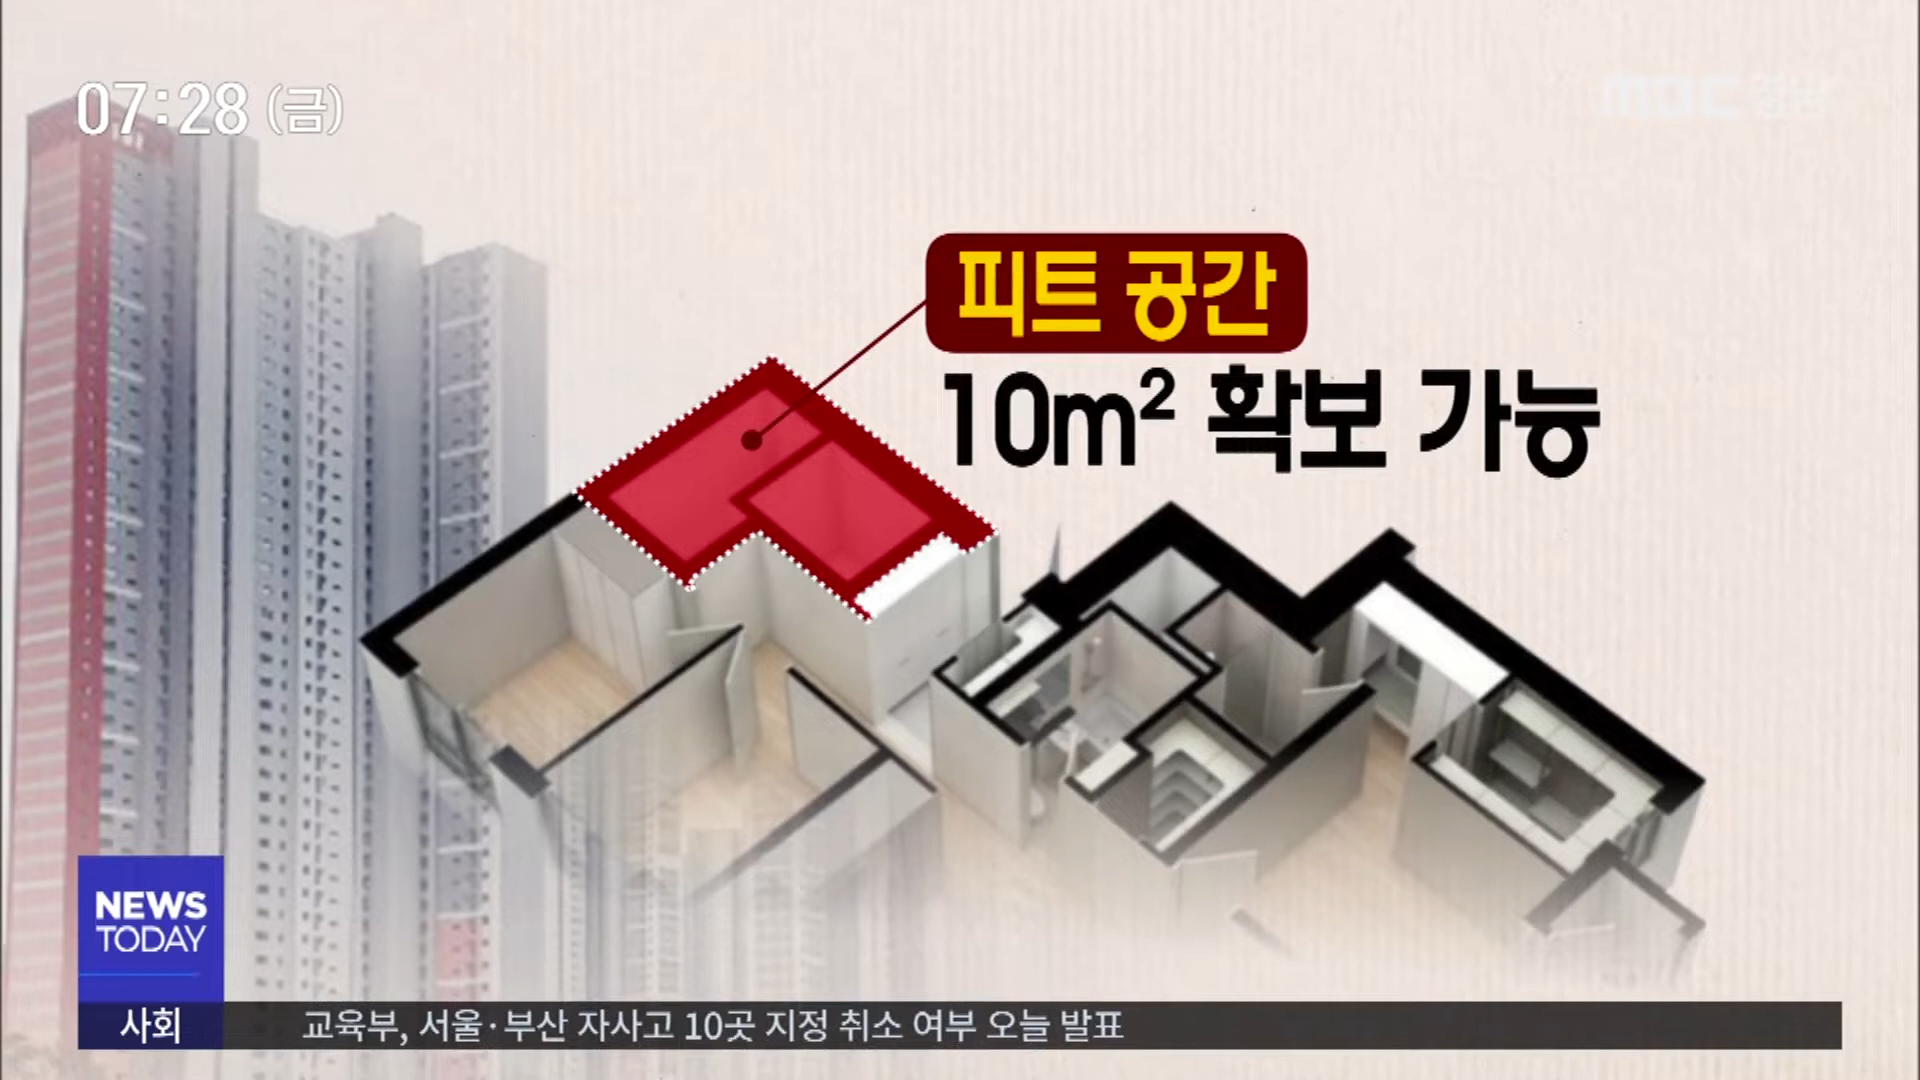 07:28 (금)
MBC 경남
피트 공간
10m² 확보 가능
NEWS
TODAY
사회
교육부, 서울·부산 자사고 10곳 지정 취소 여부 오늘 발표